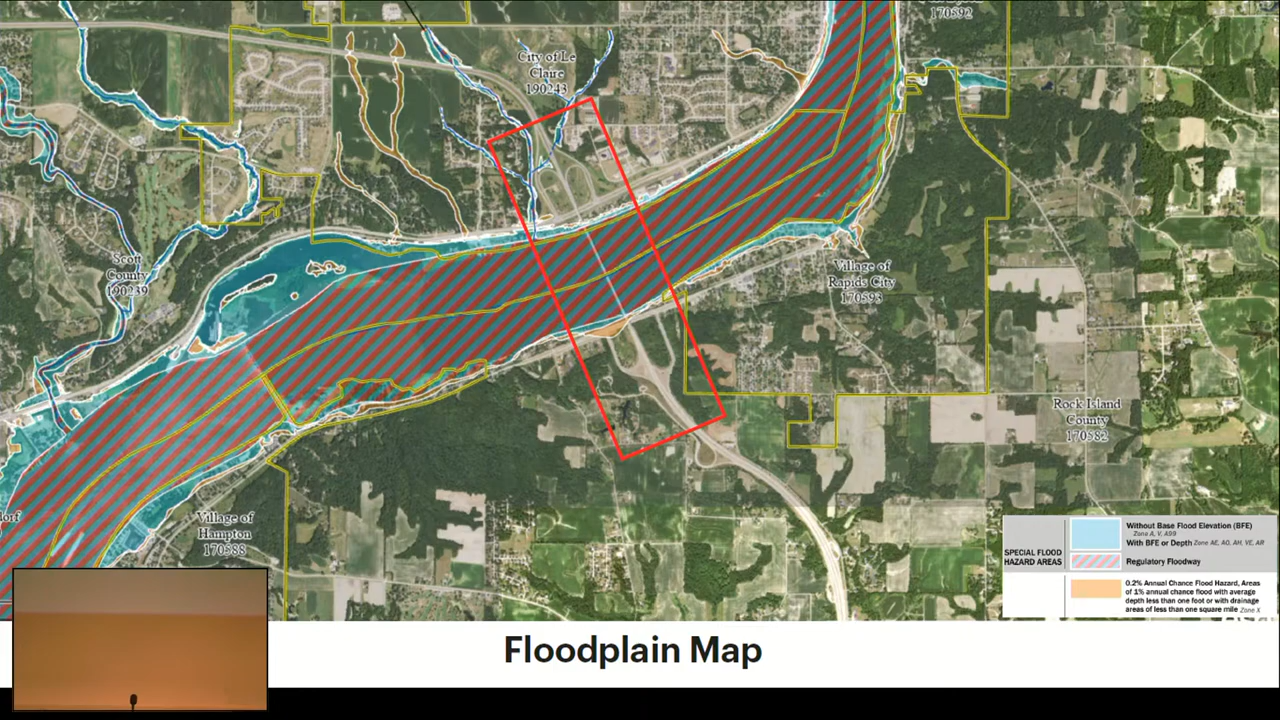 170592
City of Le
Claire
190243
Scott
County
190239
Village of
Rapids City
170593
Rock Island
County
170582
Village of
Hampton
170588
SPECIAL FLOOD
HAZARD AREAS
Without Base Flood Elevation (BFE)
Zone A, V, A99
With BFE or Depth Zone AE, AO, AH, VE, AR
Regulatory Floodway
0.2% Annual Chance Flood Hazard, Areas
of 1% annual chance flood with average
depth less than one foot or with drainage
areas of less than one square mile Zone X
Floodplain Map